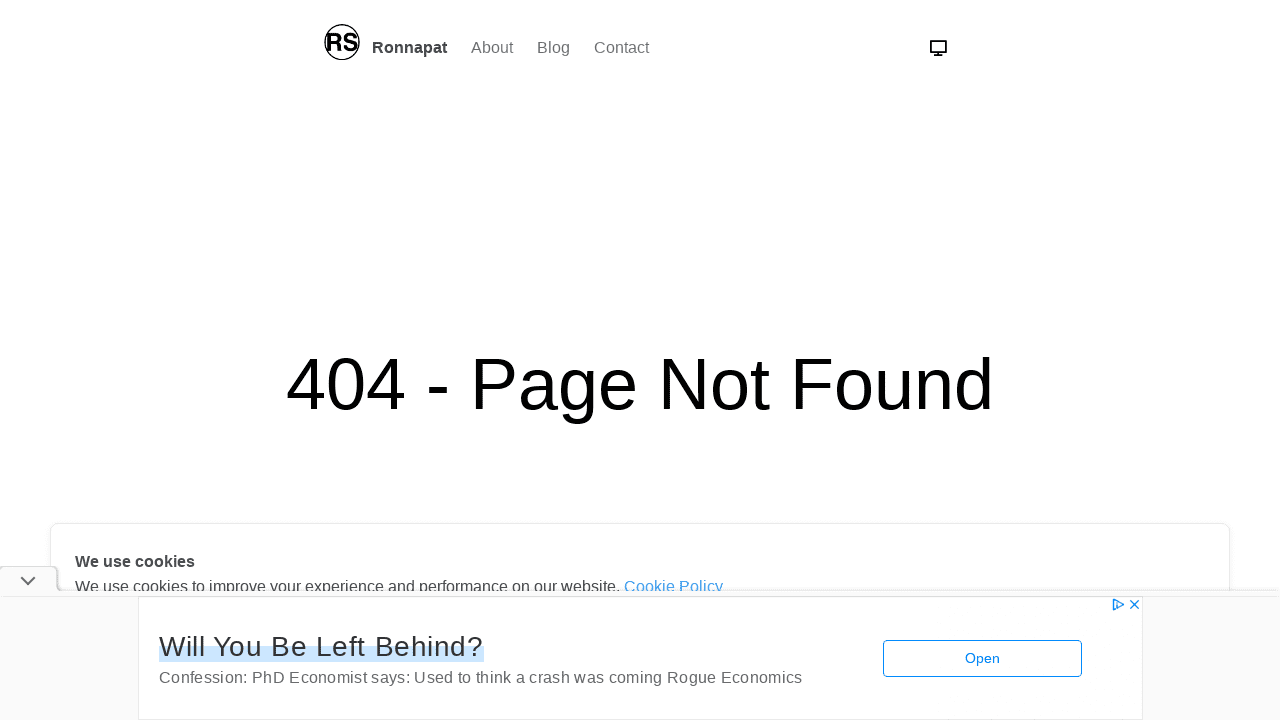 RS Ronnapat About Blog Contact
404 - Page Not Found
We use cookies
We use cookies to improve your experience and performance on our website. Cookie Policy
Will You Be Left Behind?
Confession: PhD Economist says: Used to think a crash was coming Rogue Economics
Open